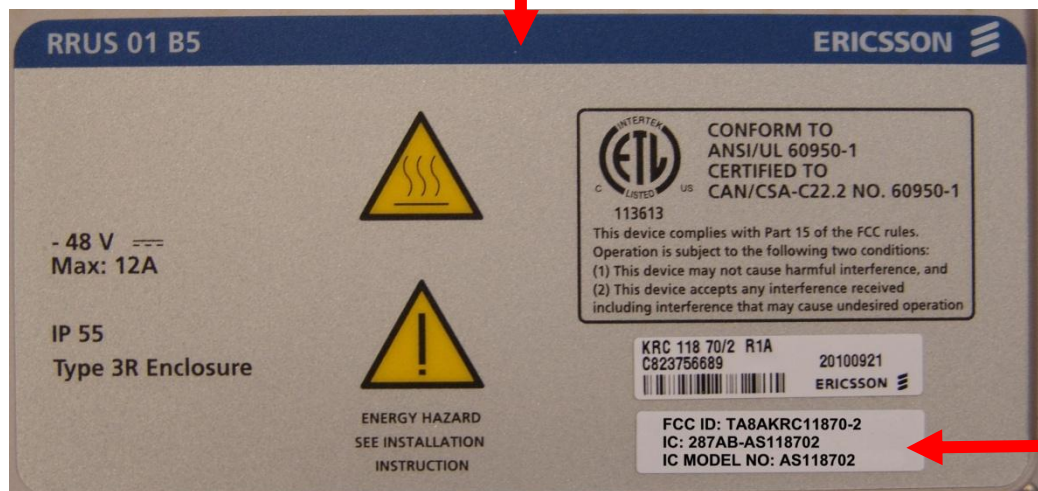 RRUS 01 B5
ERICSSON
- 48 V
Max: 12A
IP 55
Type 3R Enclosure
!
ENERGY HAZARD
SEE INSTALLATION
INSTRUCTION
INTERTEK
ETL
C LISTED US
113613
CONFORM TO
ANSI/UL 60950-1
CERTIFIED TO
CAN/CSA-C22.2 NO. 60950-1
This device complies with Part 15 of the FCC rules.
Operation is subject to the following two conditions:
(1) This device may not cause harmful interference, and
(2) This device accepts any interference received
including interference that may cause undesired operation
KRC 118 70/2 R1A
C823756689 20100921
ERICSSON
FCC ID: TA8AKRC11870-2
IC: 287AB-AS118702
IC MODEL NO: AS118702